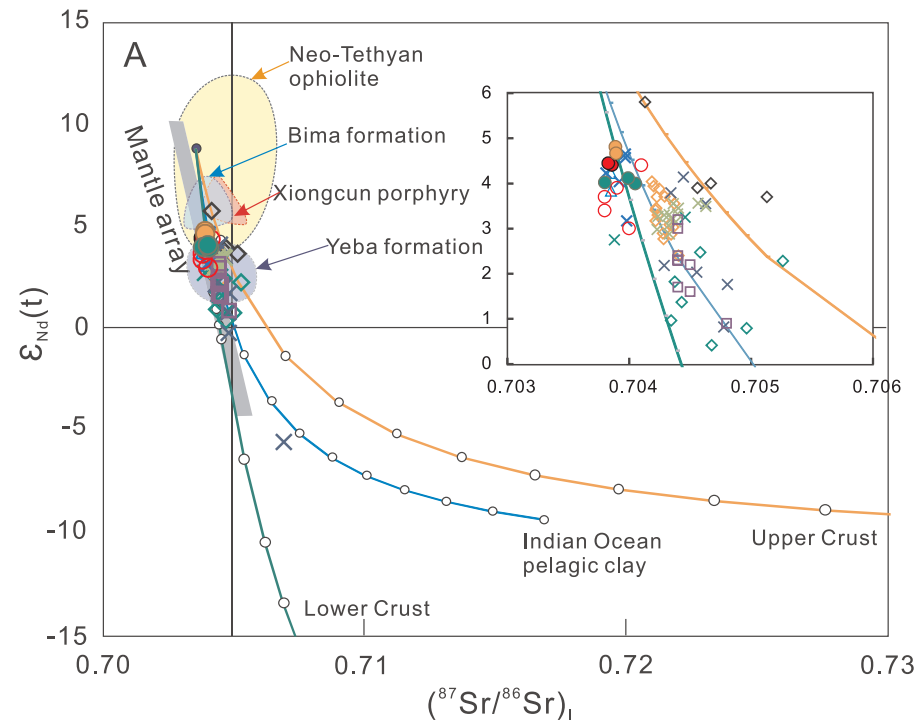 A
Neo-Tethyan
ophiolite
Bima formation
Xiongcun porphyry
Yeba formation
Mantle array
Indian Ocean
pelagic clay
Upper Crust
Lower Crust
15
10
5
0
-5
-10
-15
0.70
0.71
0.72
0.73
εNd(t)
(⁸⁷Sr/⁸⁶Sr)I
6
5
4
3
2
1
0
0.703
0.704
0.705
0.706